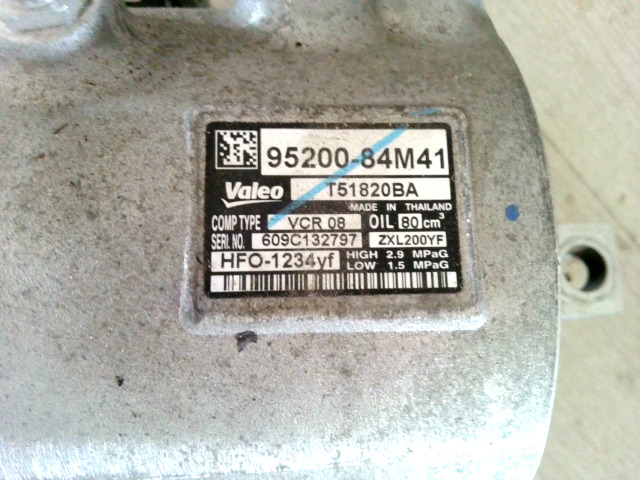 95200-84M41
Valeo T51820BA
MADE IN THAILAND
COMP TYPE VCR 08 OIL 80 cm³
SERI. NO. 609C132797 ZXL200YF
HFO-1234yf HIGH 2.9 MPaG
LOW 1.5 MPaG